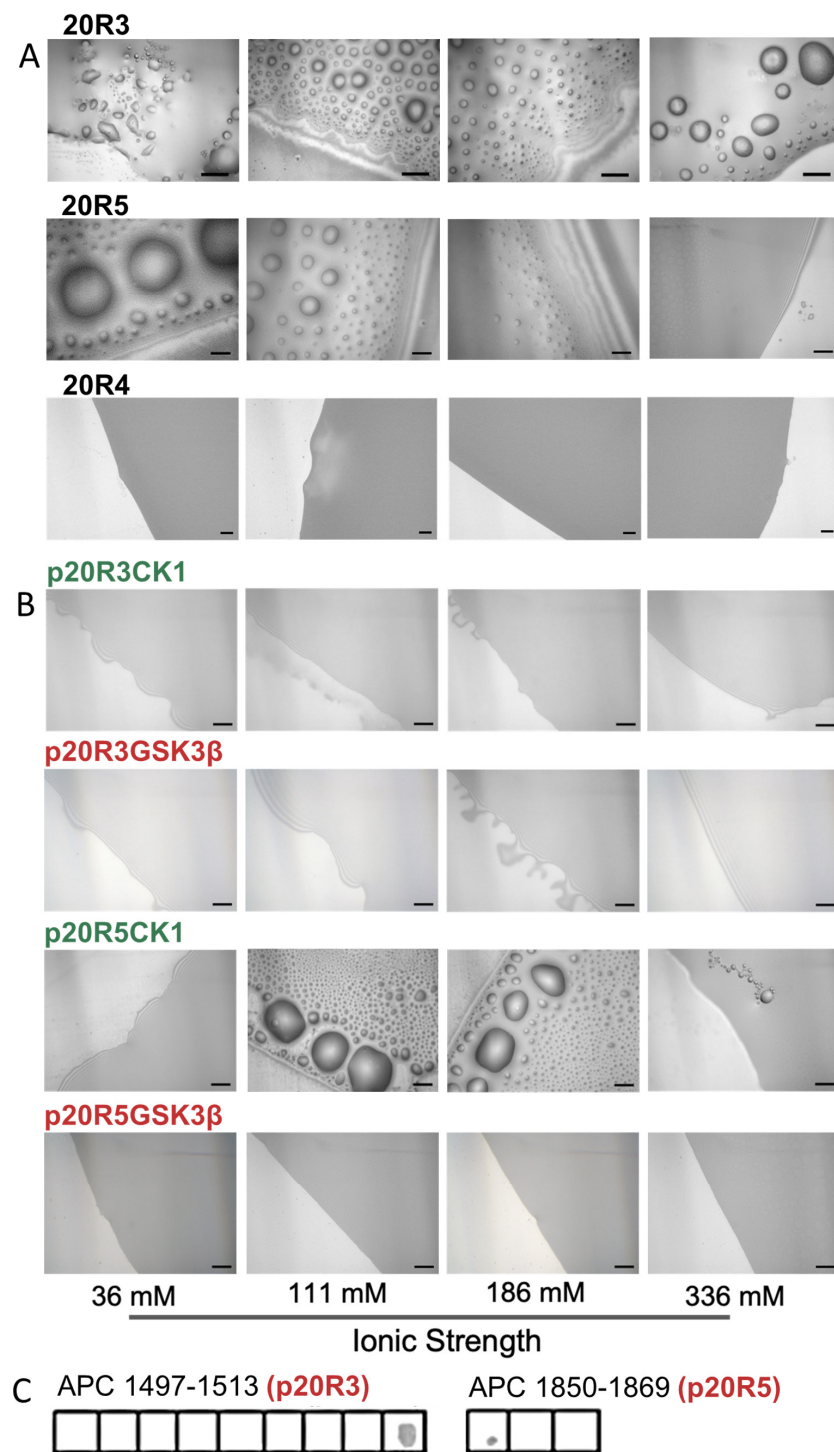 20R3
A
20R5
20R4
p20R3CK1
B
p20R3GSK3β
p20R5CK1
p20R5GSK3β
36 mM 111 mM 186 mM 336 mM
Ionic Strength
C APC 1497-1513 (p20R3) APC 1850-1869 (p20R5)